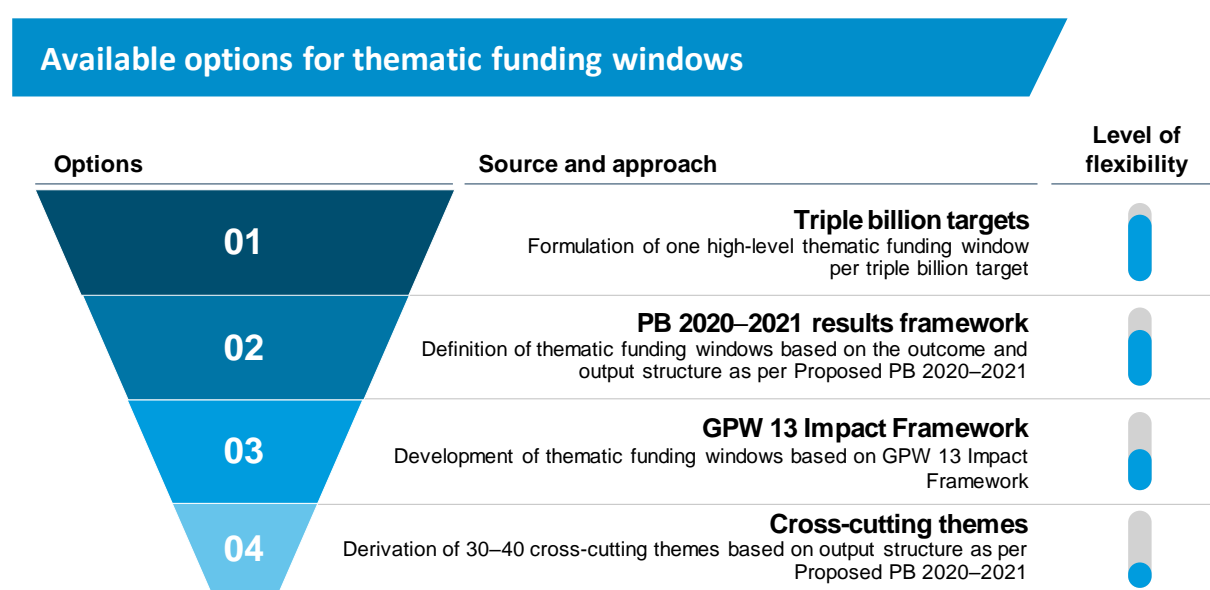 Available options for thematic funding windows
Options
Source and approach
Level of
flexibility
01
Triple billion targets
Formulation of one high-level thematic funding window
per triple billion target
02
PB 2020–2021 results framework
Definition of thematic funding windows based on the outcome and
output structure as per Proposed PB 2020–2021
03
GPW 13 Impact Framework
Development of thematic funding windows based on GPW 13 Impact
Framework
04
Cross-cutting themes
Derivation of 30–40 cross-cutting themes based on output structure as per
Proposed PB 2020–2021